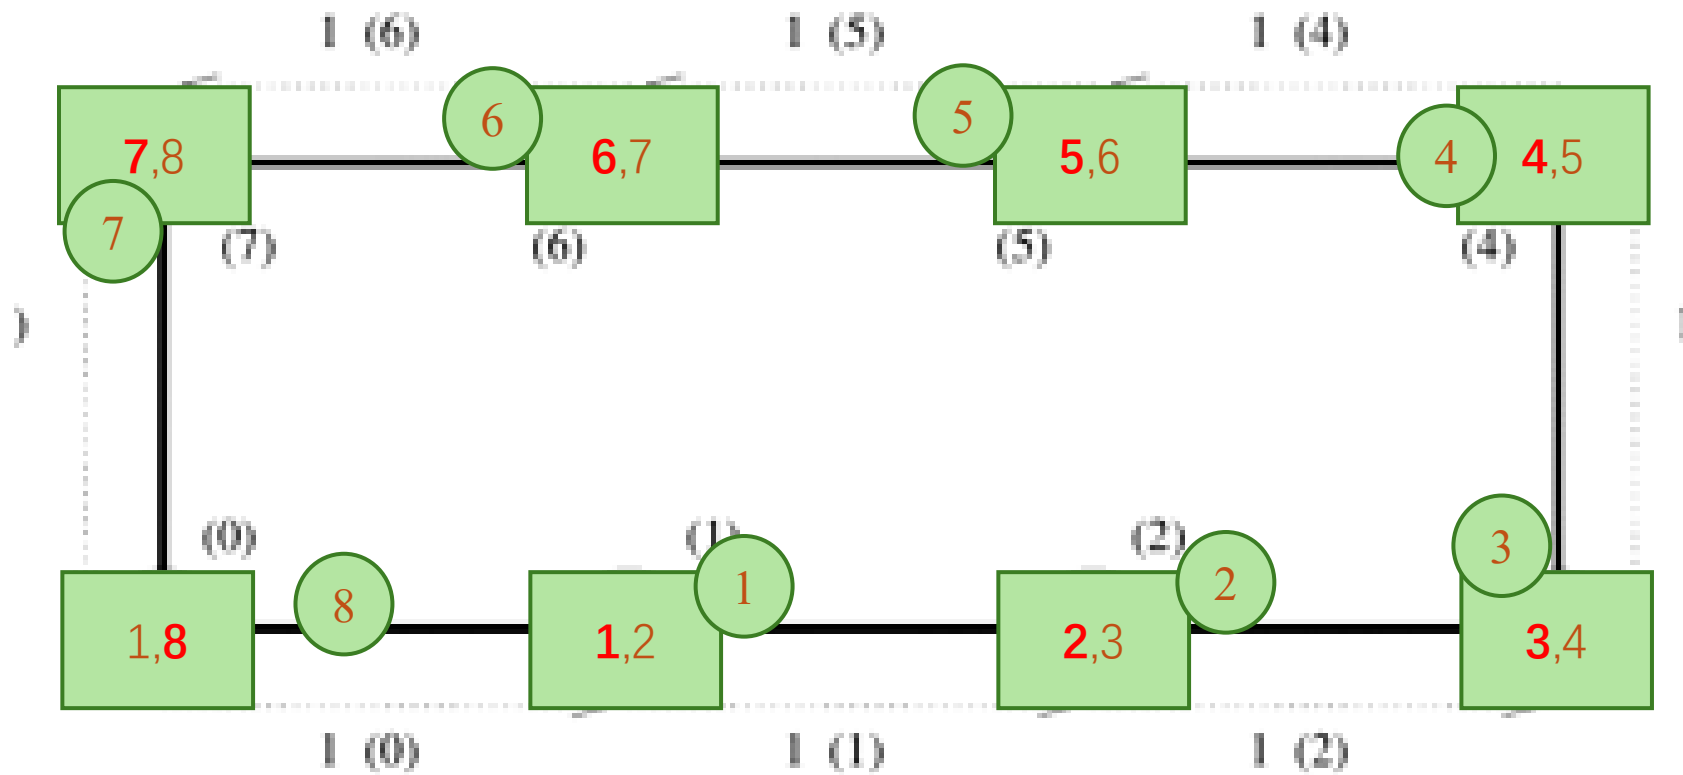 1 (6) 1 (5) 1 (4)
6 5 4
7,8 6,7 5,6 4,5
7
(7) (6) (5) (4)
)
(0) (1) (2) 3
8 1 2
1,8 1,2 2,3 3,4
1 (0) 1 (1) 1 (2)